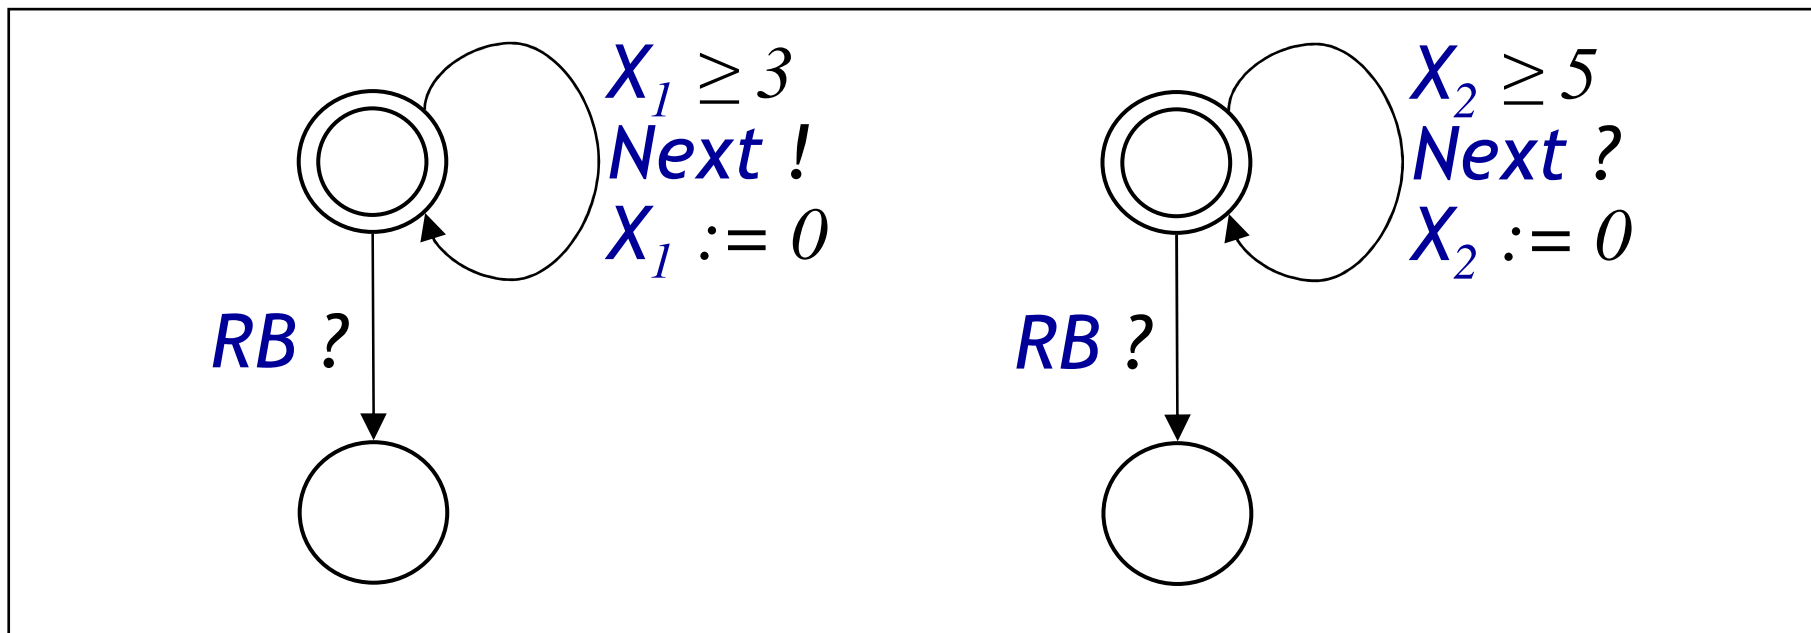 X₁ ≥ 3
Next !
X₁ := 0
RB ?
X₂ ≥ 5
Next ?
X₂ := 0
RB ?